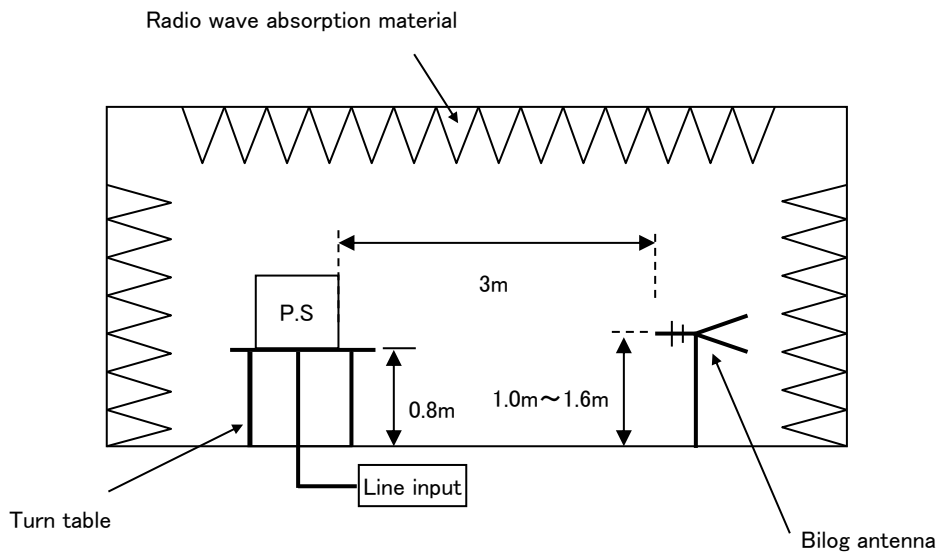 Radio wave absorption material
3m
P.S
0.8m
1.0m～1.6m
Line input
Turn table
Bilog antenna